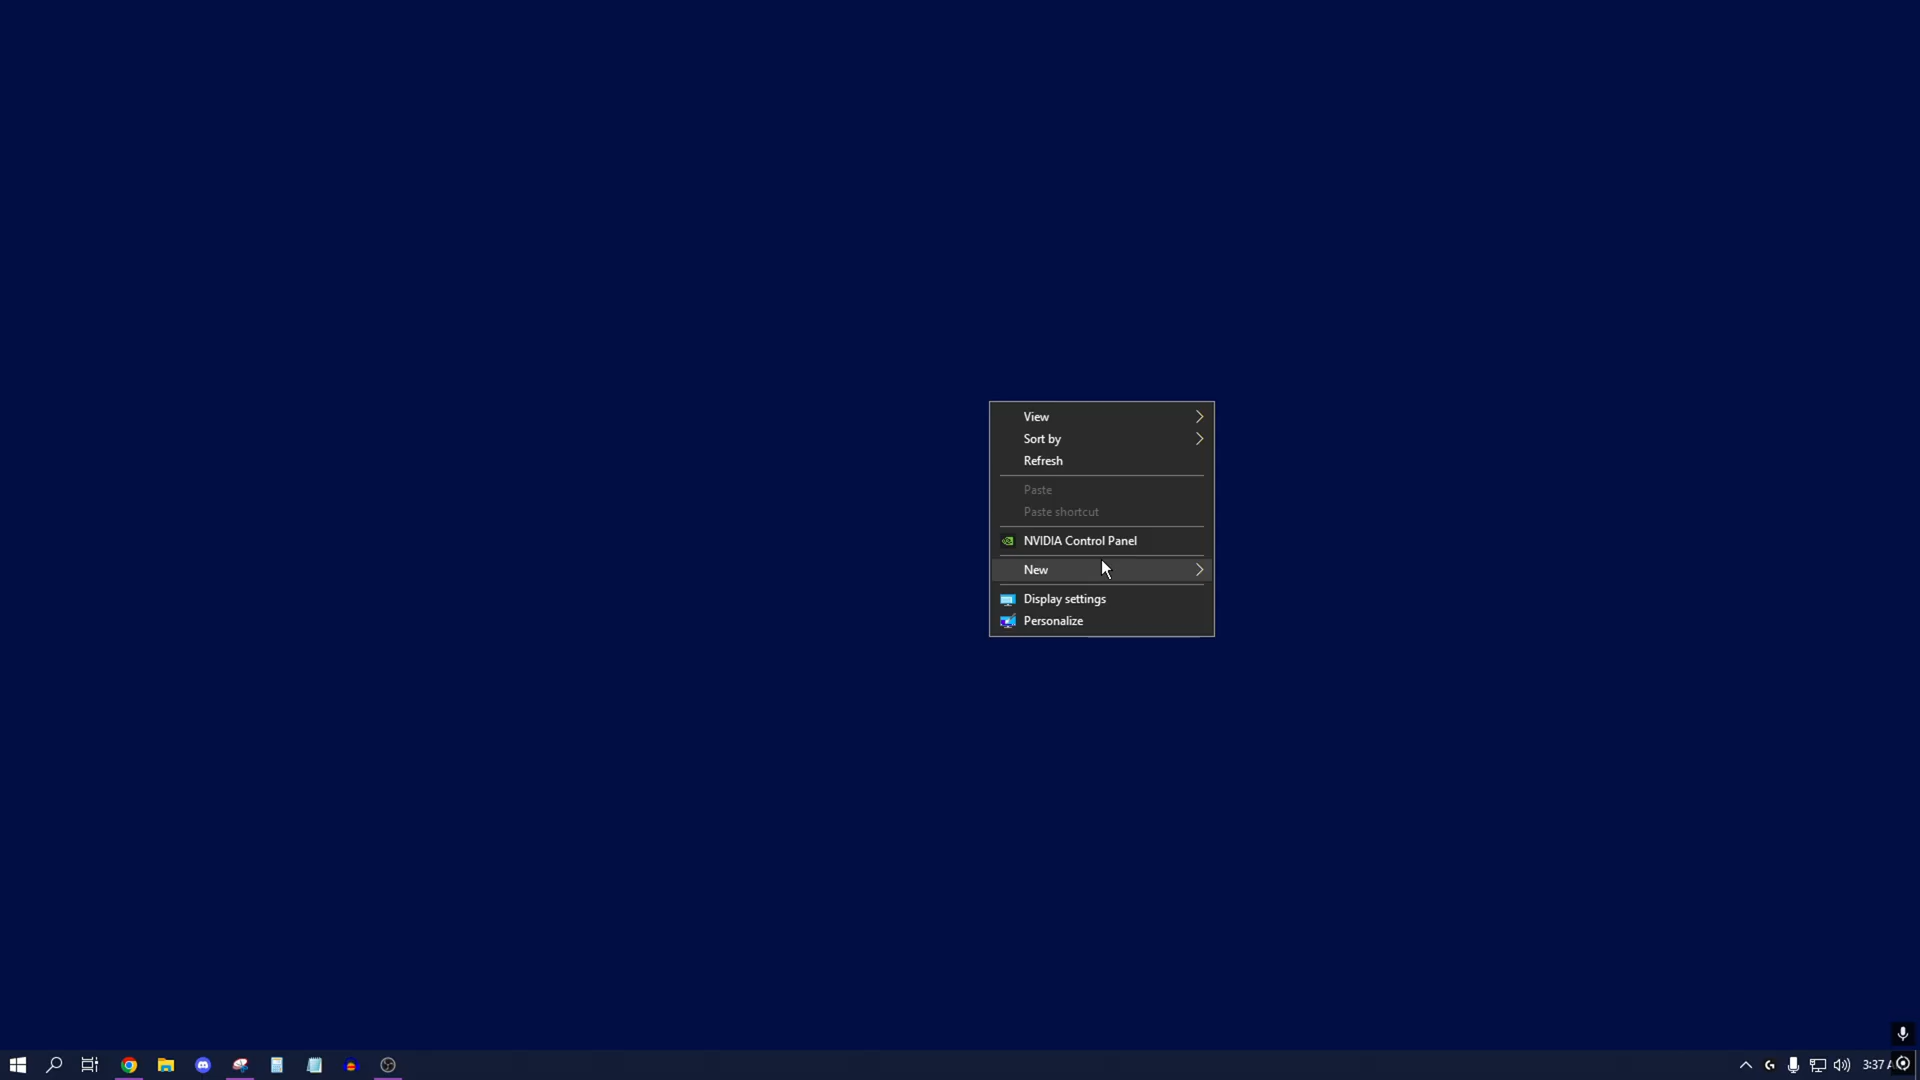 View
Sort by
Refresh
Paste
Paste shortcut
NVIDIA Control Panel
New
Display settings
Personalize
3:37 A